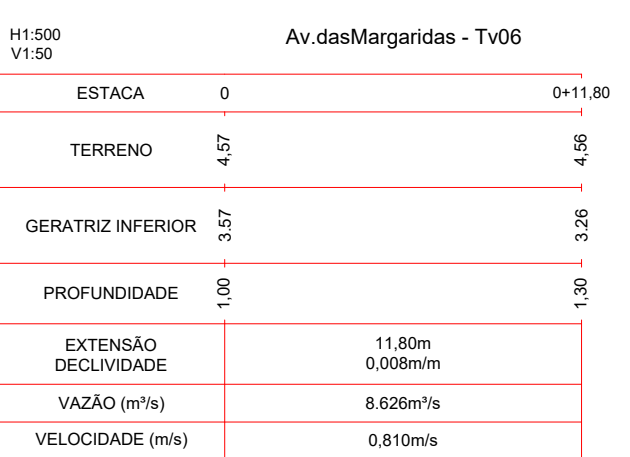 H1:500
V1:50
Av.dasMargaridas - Tv06
ESTACA 0 0+11,80
TERRENO 4,57 4,56
GERATRIZ INFERIOR 3.57 3.26
PROFUNDIDADE 1,00 1,30
EXTENSÃO 11,80m
DECLIVIDADE 0,008m/m
VAZÃO (m³/s) 8.626m³/s
VELOCIDADE (m/s) 0,810m/s